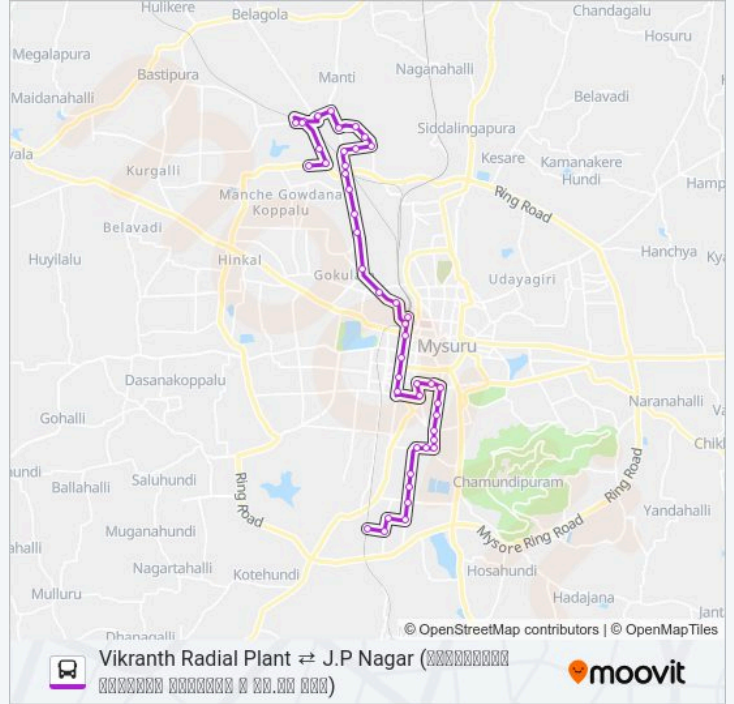 Hulikere
Belagola
Chandagalu
Hosuru
Megalapura
Bastipura
Manti
Naganahalli
Maidanahalli
Belavadi
Siddalingapura
vala
Kesare
Kamanakere
Hundi
Kurgalli
Manche Gowdana
Koppalu
Ring Road
Hamp
Belavadi
Huyilalu
Hinkal
Gokul
Udayagiri
Hanchya
Kya
Mysuru
Dasanakoppalu
Naranahalli
Va
Gohalli
Chikl
undi
Ballahalli
Saluhundi
Ring Road
Chamundipuram
Ring Road
Yandahalli
Muganahundi
Mysore Ring Road
ahalli
Nagartahalli
Kotehundi
Hosahundi
Mulluru
Hadajana
Jant
Dhanagalli
© OpenStreetMap contributors | © OpenMapTiles
Vikranth Radial Plant ⇄ J.P Nagar (
moovit